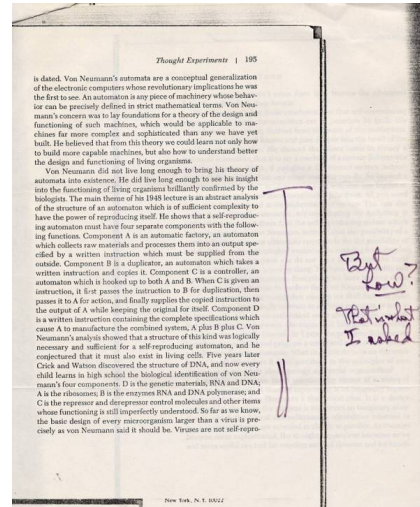 Thought Experiments | 195
is dated. Von Neumann's automata are a conceptual generalization
of the electronic computers whose revolutionary implications he was
the first to see. An automaton is any piece of machinery whose behav-
ior can be precisely defined in strict mathematical terms. Von Neu-
mann's concern was to lay foundations for a theory of the design and
functioning of such machines, which would be applicable to ma-
chines far more complex and sophisticated than any we have yet
built. He believed that from this theory we could learn not only how
to build more capable machines, but also how to understand better
the design and functioning of living organisms.
Von Neumann did not live long enough to bring his theory of
automata into existence. He did live long enough to see his insight
into the functioning of living organisms brilliantly confirmed by the
biologists. The main theme of his 1948 lecture is an abstract analysis
of the structure of an automaton which is of sufficient complexity to
have the power of reproducing itself. He shows that a self-reproduc-
ing automaton must have four separate components with the follow-
ing functions. Component A is an automatic factory, an automaton
which collects raw materials and processes them into an output spe-
cified by a written instruction which must be supplied from the
outside. Component B is a duplicator, an automaton which takes a
written instruction and copies it. Component C is a controller, an
automaton which is hooked up to both A and B. When C is given an
instruction, it first passes the instruction to B for duplication, then
passes it to A for action, and finally supplies the copied instruction to
the output of A while keeping the original for itself. Component D
is a written instruction containing the complete specifications which
cause A to manufacture the combined system, A plus B plus C. Von
Neumann's analysis showed that a structure of this kind was logically
necessary and sufficient for a self-reproducing automaton, and he
conjectured that it must also exist in living cells. Five years later
Crick and Watson discovered the structure of DNA, and now every
child learns in high school the biological identification of von Neu-
mann's four components. D is the genetic materials, RNA and DNA;
A is the ribosomes; B is the enzymes RNA and DNA polymerase; and
C is the repressor and derepressor control molecules and other items
whose functioning is still imperfectly understood. So far as we know,
the basic design of every microorganism larger than a virus is pre-
cisely as von Neumann said it should be. Viruses are not self-repro-
But
how?
That is what
I asked
New York, N. Y. 10022